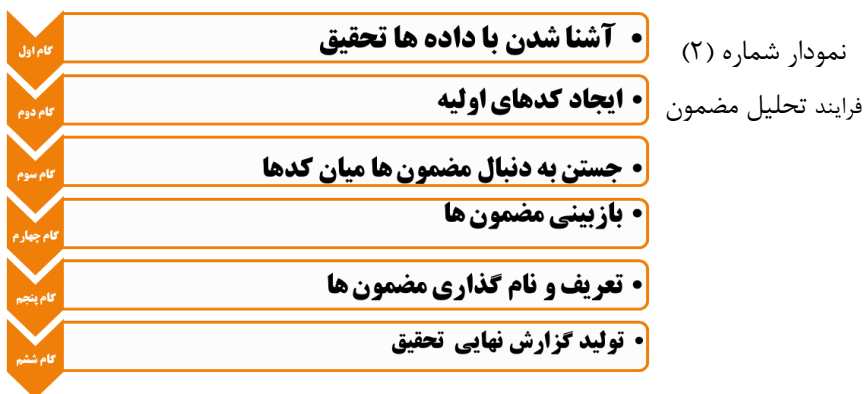 نمودار شماره (۲)
فرایند تحلیل مضمون
گام اول
• آشنا شدن با داده ها تحقیق
گام دوم
• ایجاد کدهای اولیه
گام سوم
• جستن به دنبال مضمون ها میان کدها
گام چهارم
• بازبینی مضمون ها
گام پنجم
• تعریف و نام گذاری مضمون ها
گام ششم
• تولید گزارش نهایی تحقیق